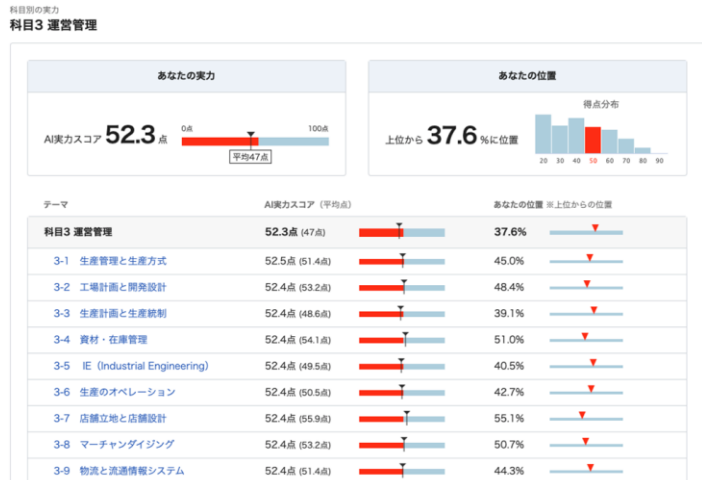 科目別の実力
科目3 運営管理
あなたの実力
AI実力スコア 52.3 点
0点 100点
平均47点
あなたの位置
上位から 37.6 %に位置
得点分布
20 30 40 50 60 70 80 90
テーマ AI実力スコア（平均点） あなたの位置 ※上位からの位置
科目3 運営管理 52.3点 (47点) 37.6%
3-1 生産管理と生産方式 52.5点 (51.4点) 45.0%
3-2 工場計画と開発設計 52.4点 (53.2点) 48.4%
3-3 生産計画と生産統制 52.4点 (48.6点) 39.1%
3-4 資材・在庫管理 52.4点 (54.1点) 51.0%
3-5 IE（Industrial Engineering） 52.4点 (49.5点) 40.5%
3-6 生産のオペレーション 52.4点 (50.5点) 42.7%
3-7 店舗立地と店舗設計 52.4点 (55.9点) 55.1%
3-8 マーチャンダイジング 52.4点 (53.2点) 50.7%
3-9 物流と流通情報システム 52.4点 (51.4点) 44.3%